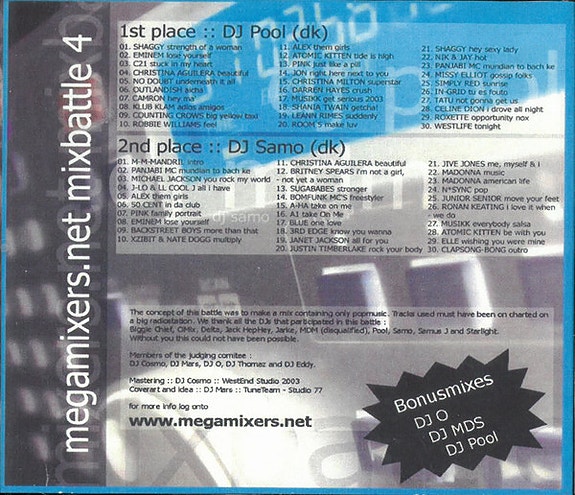 megamixers.net mixbattle 4
1st place :: DJ Pool (dk)
01. SHAGGY strength of a woman
02. EMINEM lose yourself
03. C21 stuck in my heart
04. CHRISTINA AGUILERA beautiful
05. NO DOUBT underneath it all
06. OUTLANDISH aicha
07. CAMRON hey ma
08. KLUB KLAM adios amigos
09. COUNTING CROWS big yellow taxi
10. ROBBIE WILLIAMS feel
11. ALEX them girls
12. ATOMIC KITTEN tide is high
13. PINK just like a pill
14. JON right here next to you
15. CHRISTINA MILTON superstar
16. DARREN HAYES crush
17. MUSIKK get serious 2003
18. SHANIA TWAIN getcha!
19. LEANN RIMES suddenly
20. ROOM5 make luv
21. SHAGGY hey sexy lady
22. NIK & JAY hot
23. PANJABI MC mundian to bach ke
24. MISSY ELLIOT gossip folks
25. SIMPLY RED sunrise
26. IN-GRID tu es fouto
27. TATU not gonna get us
28. CELINE DION i drove all night
29. ROXETTE opportunity nox
30. WESTLIFE tonight
2nd place :: DJ Samo (dk)
01. M-M-MANDRIL intro
02. PANJABI MC mundian to bach ke
03. MICHAEL JACKSON you rock my world
04. J-LO & LL COOL J all i have
05. ALEX them girls
06. 50 CENT in da club
07. PINK family portrait
08. EMINEM lose yourself
09. BACKSTREET BOYS more than that
10. XZIBIT & NATE DOGG multiply
11. CHRISTINA AGUILERA beautiful
12. BRITNEY SPEARS i'm not a girl,
- not yet a woman
13. SUGABABES stronger
14. BOMFUNK MC'S freestyler
15. A-HA take on me
16. A1 take On Me
17. BLUE one love
18. 3RD EDGE know you wanna
19. JANET JACKSON all for you
20. JUSTIN TIMBERLAKE rock your body
21. JIVE JONES me, myself & i
22. MADONNA music
23. MADONNA american life
24. N*SYNC pop
25. JUNIOR SENIOR move your feet
26. RONAN KEATING i love it when
- we do
27. MUSIKK everybody salsa
28. ATOMIC KITTEN be with you
29. ELLE wishing you were mine
30. CLAPSONG-BONG outro
dj samo
The concept of this battle was to make a mix containing only popmusic. Tracks used must have been on charted on
a big radiostation. We thank all the DJs that participated in this battle :
Biggie Chief, CiMix, Delta, Jack HepHey, Jarke, MDM (disqualified), Pool, Samo, Samus J and Starlight.
Without you this could not have been possible.
Members of the judging comitee :
DJ Cosmo, DJ Mars, DJ O, DJ Thomaz and DJ Eddy.
Mastering :: DJ Cosmo :: WestEnd Studio 2003
Coverart and idea :: DJ Mars :: TuneTeam - Studio 77
for more info log onto
www.megamixers.net
Bonusmixes
DJ O
DJ MDS
DJ Pool